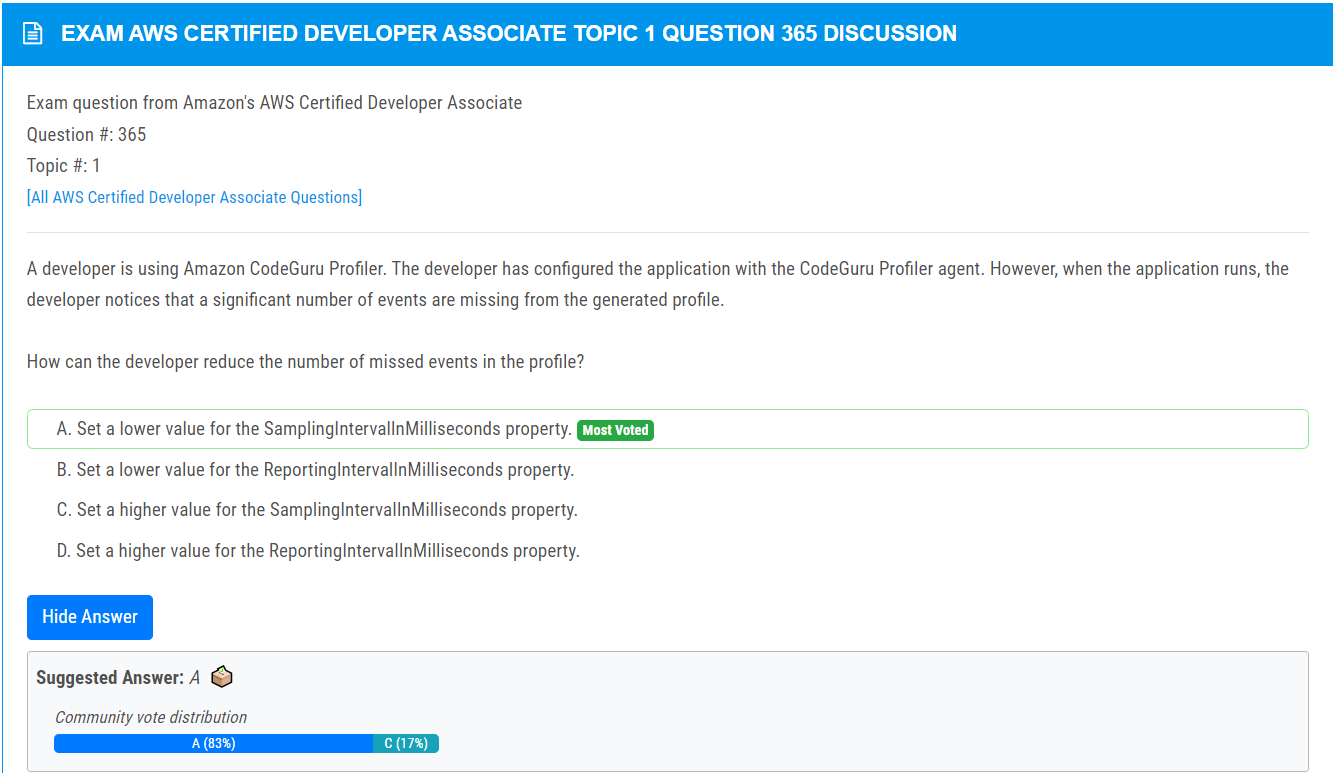 EXAM AWS CERTIFIED DEVELOPER ASSOCIATE TOPIC 1 QUESTION 365 DISCUSSION
Exam question from Amazon's AWS Certified Developer Associate
Question #: 365
Topic #: 1
[All AWS Certified Developer Associate Questions]
A developer is using Amazon CodeGuru Profiler. The developer has configured the application with the CodeGuru Profiler agent. However, when the application runs, the
developer notices that a significant number of events are missing from the generated profile.
How can the developer reduce the number of missed events in the profile?
A. Set a lower value for the SamplingIntervalInMilliseconds property. Most Voted
B. Set a lower value for the ReportingIntervalInMilliseconds property.
C. Set a higher value for the SamplingIntervalInMilliseconds property.
D. Set a higher value for the ReportingIntervalInMilliseconds property.
Hide Answer
Suggested Answer: A
Community vote distribution
A (83%) C (17%)